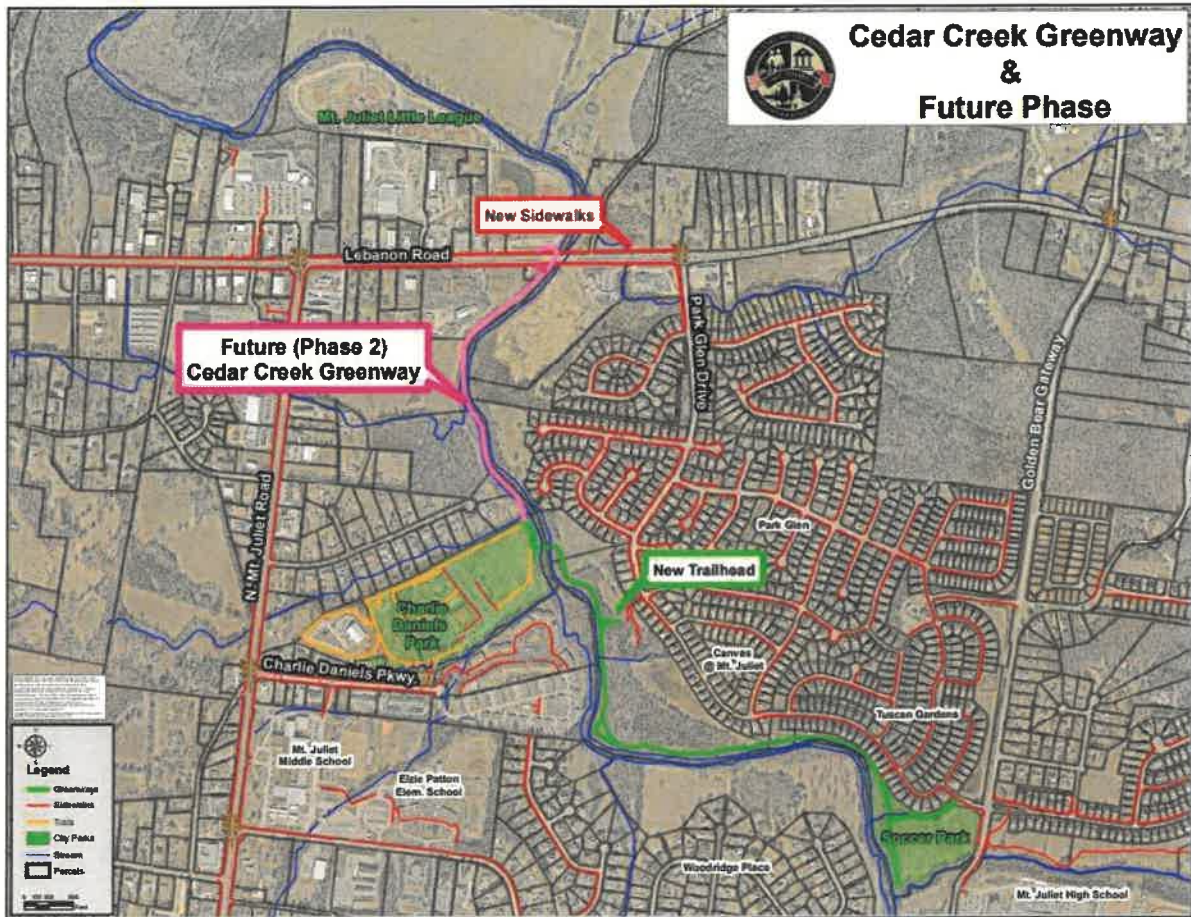 Cedar Creek Greenway
&
Future Phase
Mt. Juliet Little League
New Sidewalks
Lebanon Road
Future (Phase 2)
Cedar Creek Greenway
Park Glen Drive
Golden Bear Gateway
N Mt Juliet Road
Park Glen
New Trailhead
Charlie
Daniels
Park
Canvas
@ Mt. Juliet
Charlie Daniels Pkwy.
Tuscan Gardens
Mt. Juliet
Middle School
Elzie Patton
Elem. School
Soccer Park
Woodridge Place
Mt. Juliet High School
Legend
Greenways
Sidewalks
Trails
City Parks
Stream
Parcels